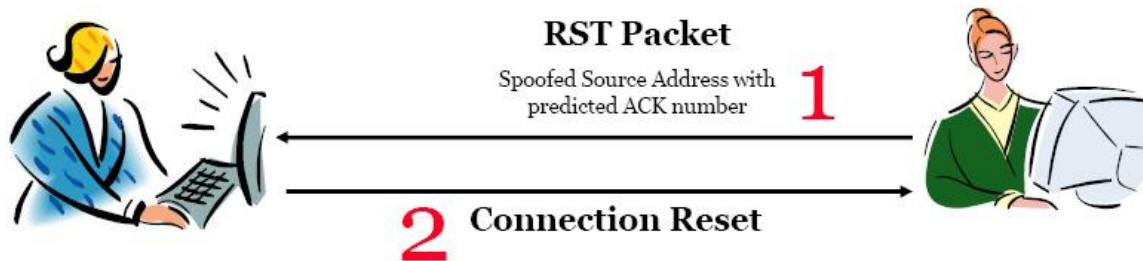 RST Packet
Spoofed Source Address with
predicted ACK number
1
2
Connection Reset